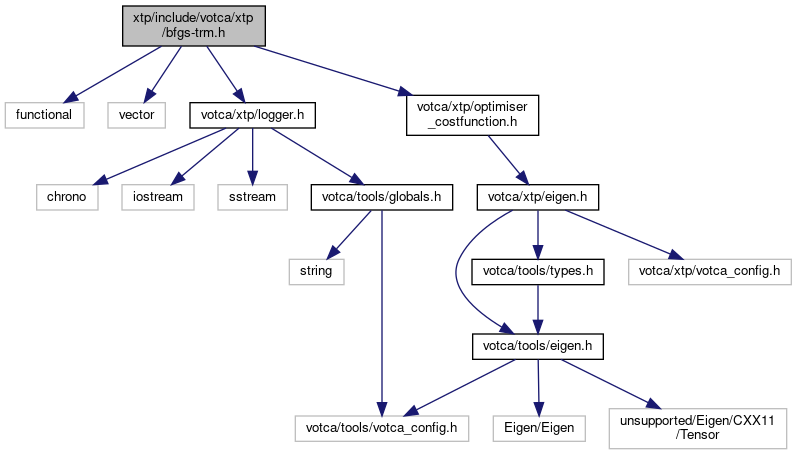 xtp/include/votca/xtp
/bfgs-trm.h
functional
vector
votca/xtp/logger.h
votca/xtp/optimiser
_costfunction.h
chrono
iostream
sstream
votca/tools/globals.h
votca/xtp/eigen.h
string
votca/tools/types.h
votca/xtp/votca_config.h
votca/tools/eigen.h
votca/tools/votca_config.h
Eigen/Eigen
unsupported/Eigen/CXX11
/Tensor